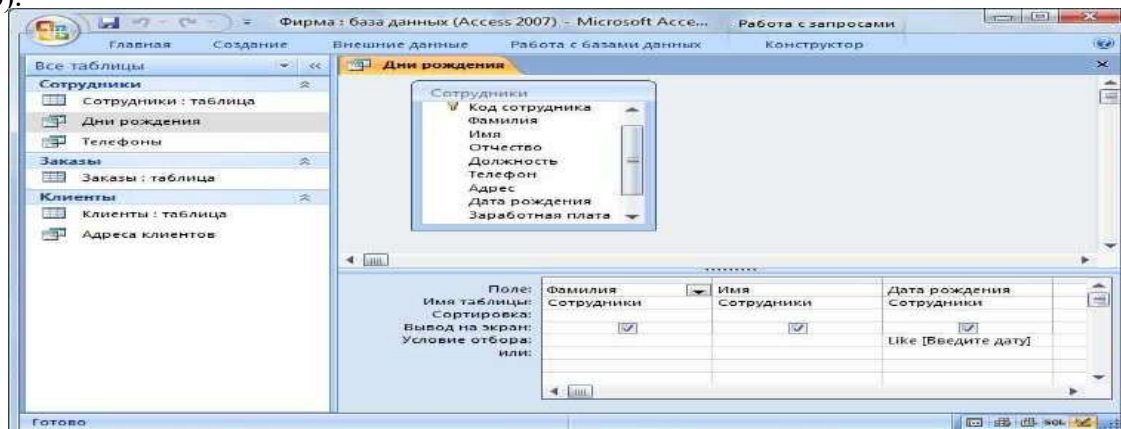 ).
Фирма : база данных (Access 2007) - Microsoft Acce...
Работа с запросами
Главная Создание Внешние данные Работа с базами данных Конструктор
Все таблицы
Сотрудники
Сотрудники : таблица
Дни рождения
Телефоны
Заказы
Заказы : таблица
Клиенты
Клиенты : таблица
Адреса клиентов
Дни рождения
Сотрудники
Код сотрудника
Фамилия
Имя
Отчество
Должность
Телефон
Адрес
Дата рождения
Заработная плата
Поле: Фамилия Имя Дата рождения
Имя таблицы: Сотрудники Сотрудники Сотрудники
Сортировка:
Вывод на экран:
Условие отбора: Like [Введите дату]
или:
Готово
SQL